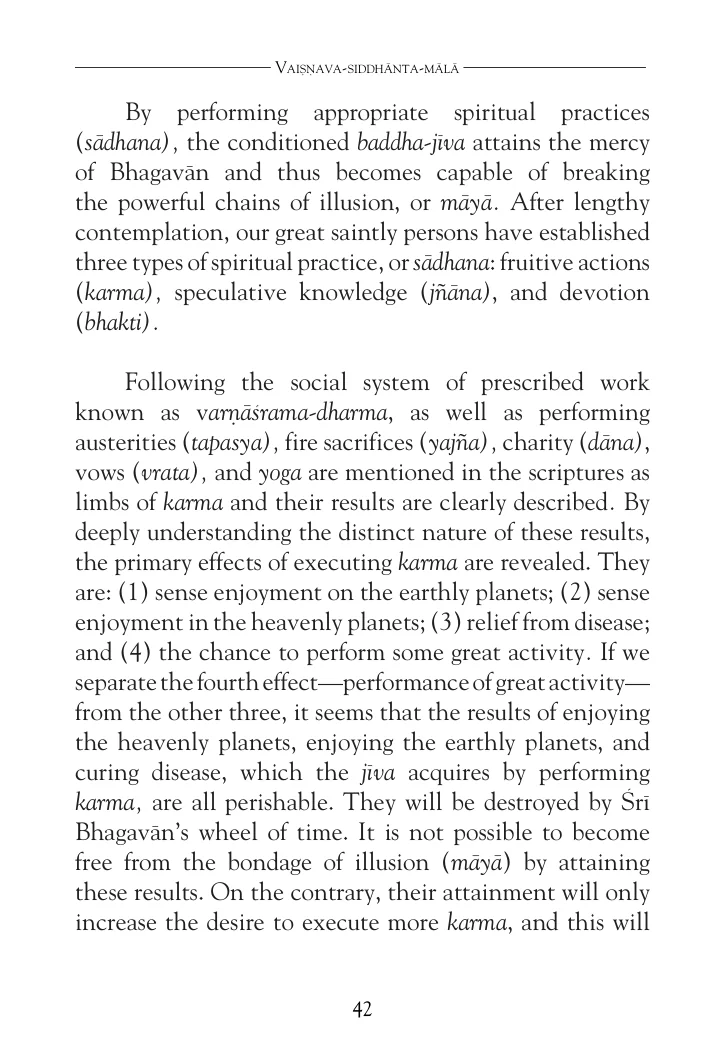 Vaiṣṇava-siddhānta-mālā
By performing appropriate spiritual practices
(sādhana), the conditioned baddha-jīva attains the mercy
of Bhagavān and thus becomes capable of breaking
the powerful chains of illusion, or māyā. After lengthy
contemplation, our great saintly persons have established
three types of spiritual practice, or sādhana: fruitive actions
(karma), speculative knowledge (jñāna), and devotion
(bhakti).
Following the social system of prescribed work
known as varṇāśrama-dharma, as well as performing
austerities (tapasya), fire sacrifices (yajña), charity (dāna),
vows (vrata), and yoga are mentioned in the scriptures as
limbs of karma and their results are clearly described. By
deeply understanding the distinct nature of these results,
the primary effects of executing karma are revealed. They
are: (1) sense enjoyment on the earthly planets; (2) sense
enjoyment in the heavenly planets; (3) relief from disease;
and (4) the chance to perform some great activity. If we
separate the fourth effect—performance of great activity—
from the other three, it seems that the results of enjoying
the heavenly planets, enjoying the earthly planets, and
curing disease, which the jīva acquires by performing
karma, are all perishable. They will be destroyed by Śrī
Bhagavān's wheel of time. It is not possible to become
free from the bondage of illusion (māyā) by attaining
these results. On the contrary, their attainment will only
increase the desire to execute more karma, and this will
42